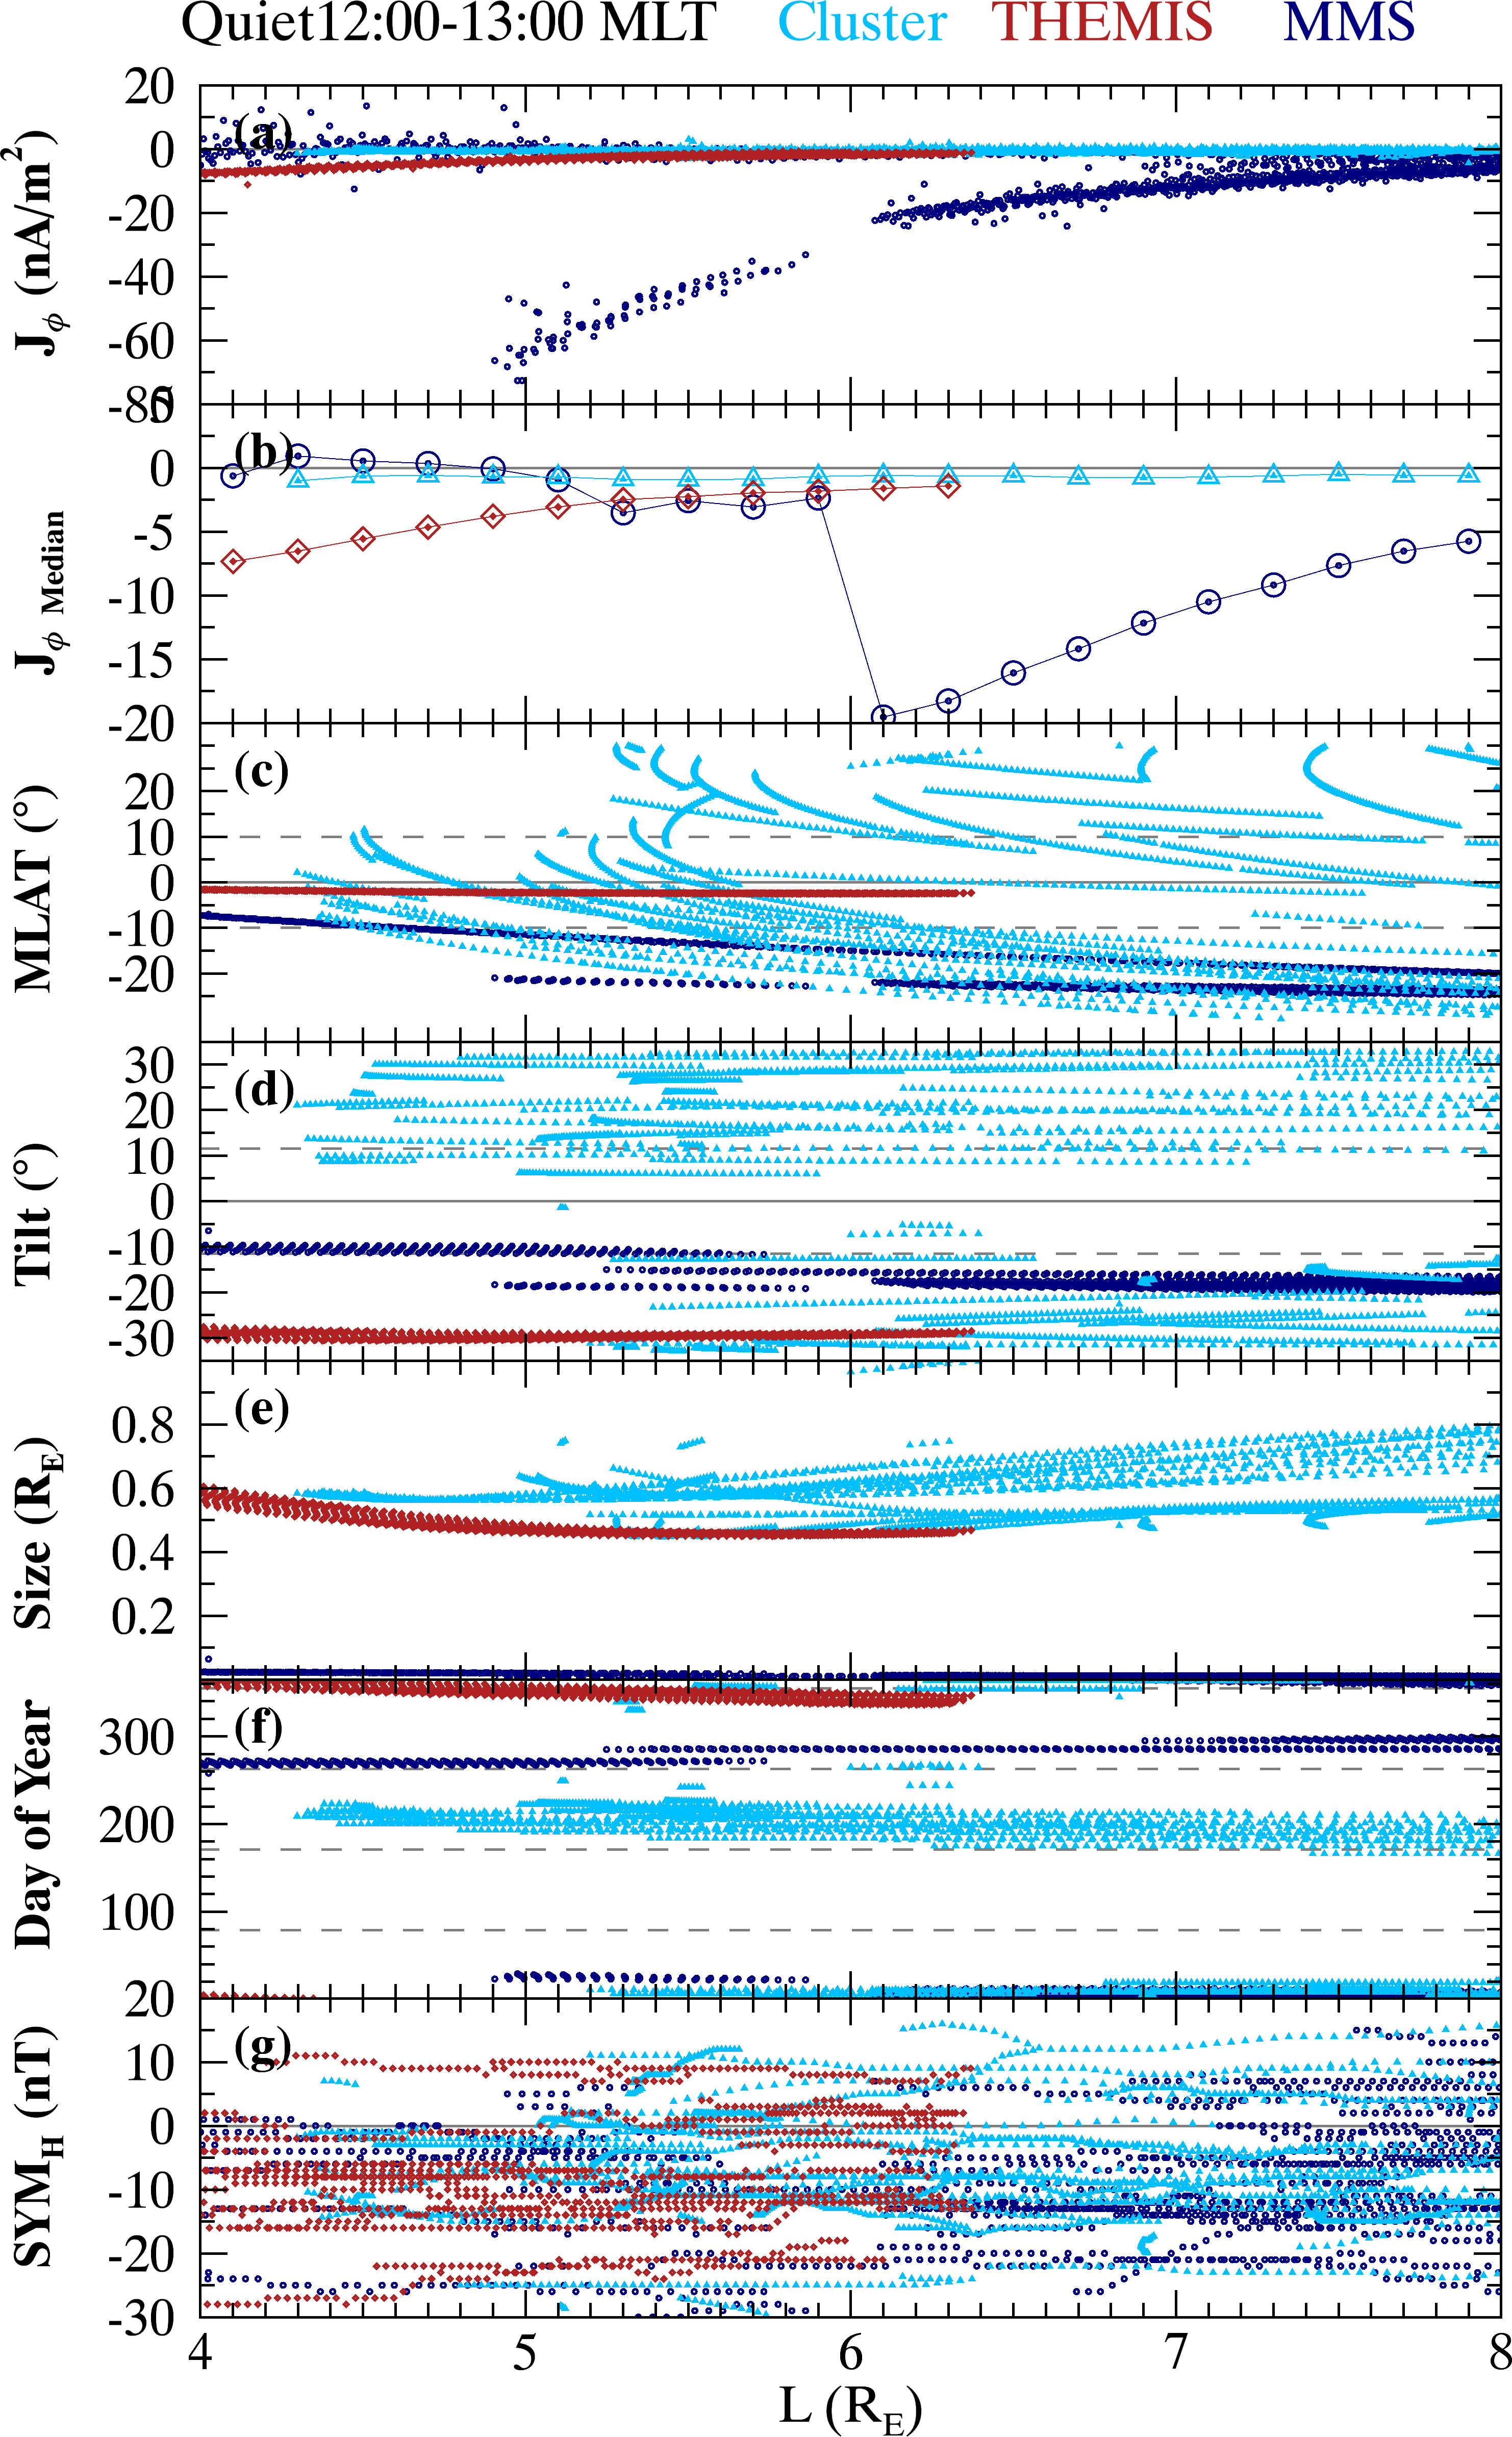 Quiet12:00-13:00 MLT Cluster THEMIS MMS
(a)
Jϕ (nA/m²)
20
0
-20
-40
-60
-80
(b)
Jϕ Median
5
0
-5
-10
-15
-20
(c)
MLAT (°)
20
10
0
-10
-20
(d)
Tilt (°)
30
20
10
0
-10
-20
-30
(e)
Size (RE)
0.8
0.6
0.4
0.2
(f)
Day of Year
300
200
100
(g)
SYMH (nT)
20
10
0
-10
-20
-30
4 5 6 7 8
L (RE)